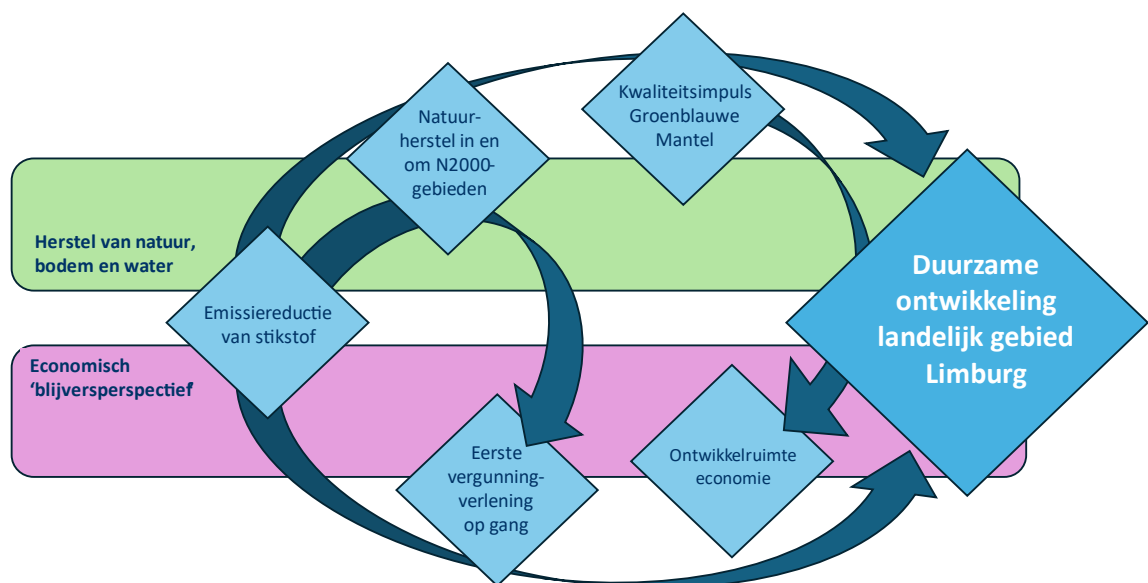 Kwaliteitsimpuls
Groenblauwe
Mantel
Natuur-
herstel in en
om N2000-
gebieden
Herstel van natuur,
bodem en water
Emissiereductie
van stikstof
Duurzame
ontwikkeling
landelijk gebied
Limburg
Economisch
‘blijversperspectief’
Eerste
vergunning-
verlening
op gang
Ontwikkelruimte
economie